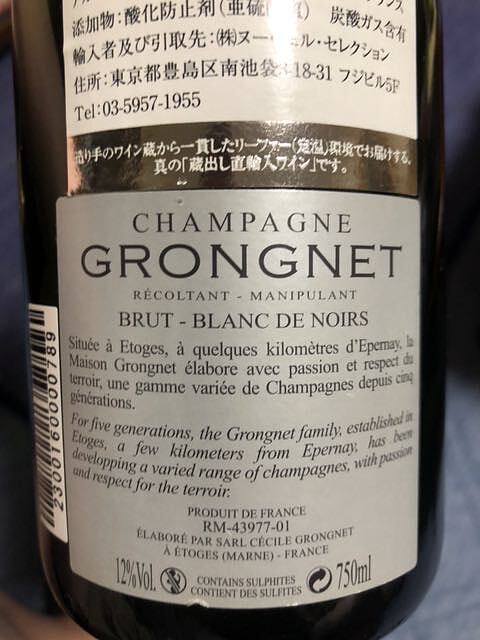 添加物:酸化防止剤(亜硫 炭酸ガス含有
輸入者及び引取先:㈱ヌー ェル・セレクション
住所:東京都豊島区南池袋3-18-31 フジビル5F
Tel:03-5957-1955
造り手のワイン蔵から一貫したリーファー(定温)環境でお届けする、
真の「蔵出し直輸入ワイン」です。
CHAMPAGNE
GRONGNET
RÉCOLTANT - MANIPULANT
BRUT - BLANC DE NOIRS
Située à Etoges, à quelques kilomètres d'Epernay, la
Maison Grongnet élabore avec passion et respect du
terroir, une gamme variée de Champagnes depuis cinq
générations.
For five generations, the Grongnet family, established in
Etoges, a few kilometers from Epernay, has been
developping a varied range of champagnes, with passion
and respect for the terroir.
PRODUIT DE FRANCE
RM-43977-01
ÉLABORÉ PAR SARL CÉCILE GRONGNET
À ÉTOGES (MARNE) - FRANCE
12%Vol. CONTAINS SULPHITES 750ml
CONTIENT DES SULFITES
2300160000789